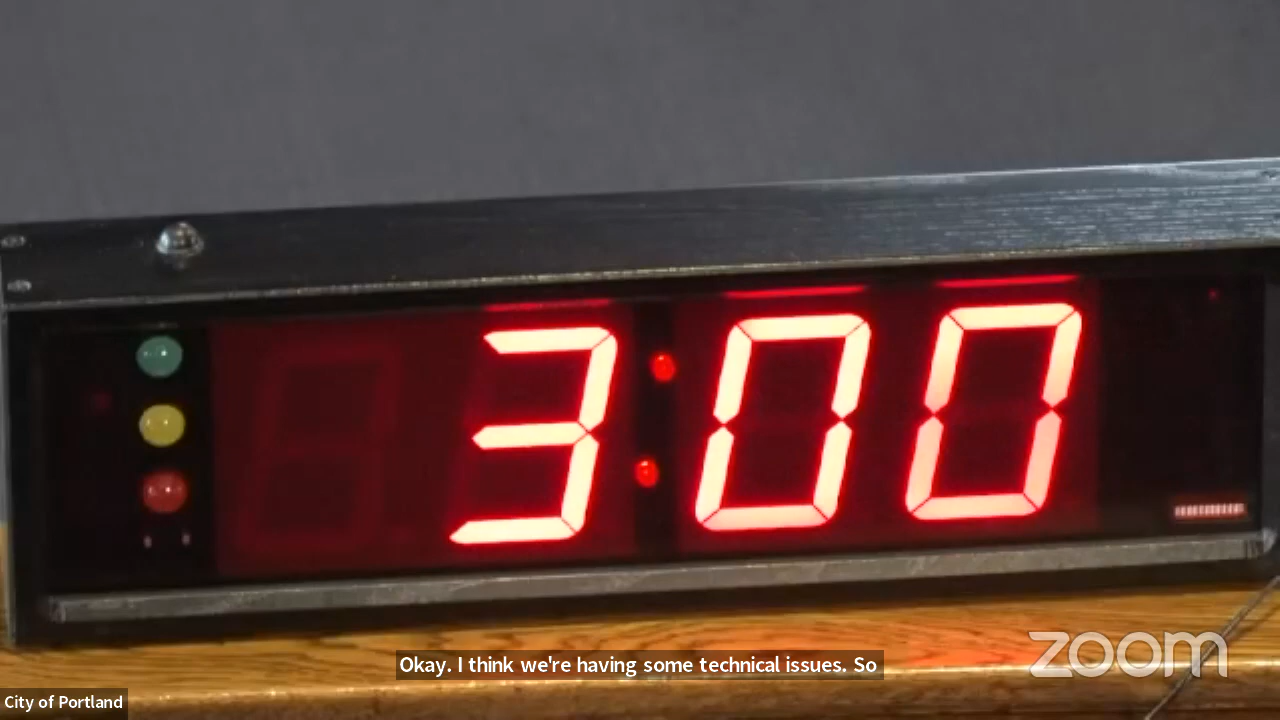 3:00
Okay. I think we're having some technical issues. So
zoom
City of Portland